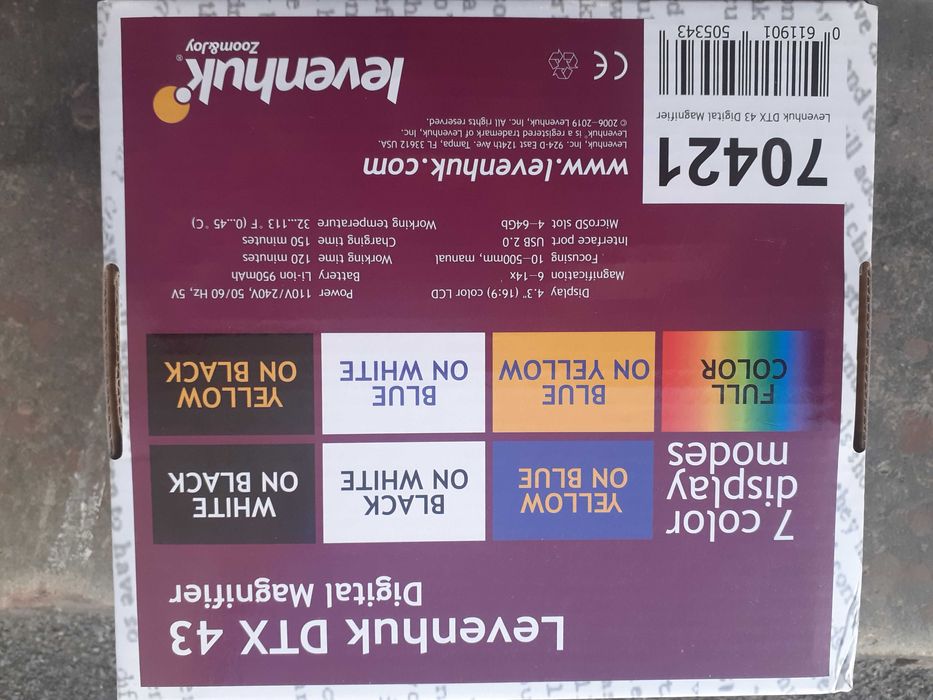 Levenhuk DTX 43
Digital Magnifier
7 color
display
modes
YELLOW
ON BLUE
BLACK
ON WHITE
WHITE
ON BLACK
FULL
COLOR
BLUE
ON YELLOW
BLUE
ON WHITE
YELLOW
ON BLACK
Display 4.3" (16:9) color LCD
Magnification 6–14x
Focusing 10–500mm, manual
Interface port USB 2.0
MicroSD slot 4–64Gb
Power 110V/240V, 50/60 Hz, 5V
Battery Li-ion 950mAh
Working time 120 minutes
Charging time 150 minutes
Working temperature 32...113 °F (0...45 °C)
www.levenhuk.com
Levenhuk, Inc. 924-D East 124th Ave. Tampa, FL 33612 USA.
Levenhuk® is a registered trademark of Levenhuk, Inc.
© 2006–2019 Levenhuk, Inc. All rights reserved.
CE
levenhuk®
Zoom&Joy
70421
Levenhuk DTX 43 Digital Magnifier
0 611901 505343